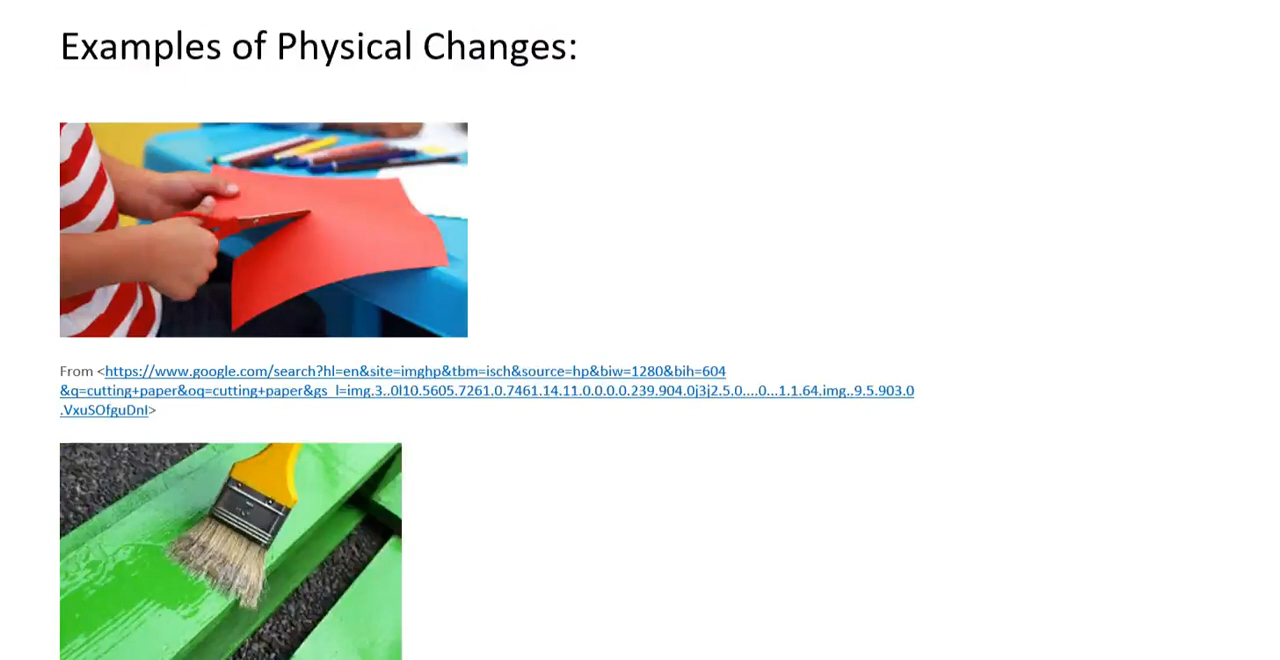 Examples of Physical Changes:
From <https://www.google.com/search?hl=en&site=imghp&tbm=isch&source=hp&biw=1280&bih=604
&q=cutting+paper&oq=cutting+paper&gs_l=img.3..0l10.5605.7261.0.7461.14.11.0.0.0.0.239.904.0j3j2.5.0....0...1.1.64.img..9.5.903.0
.VxuSOfguDnI>